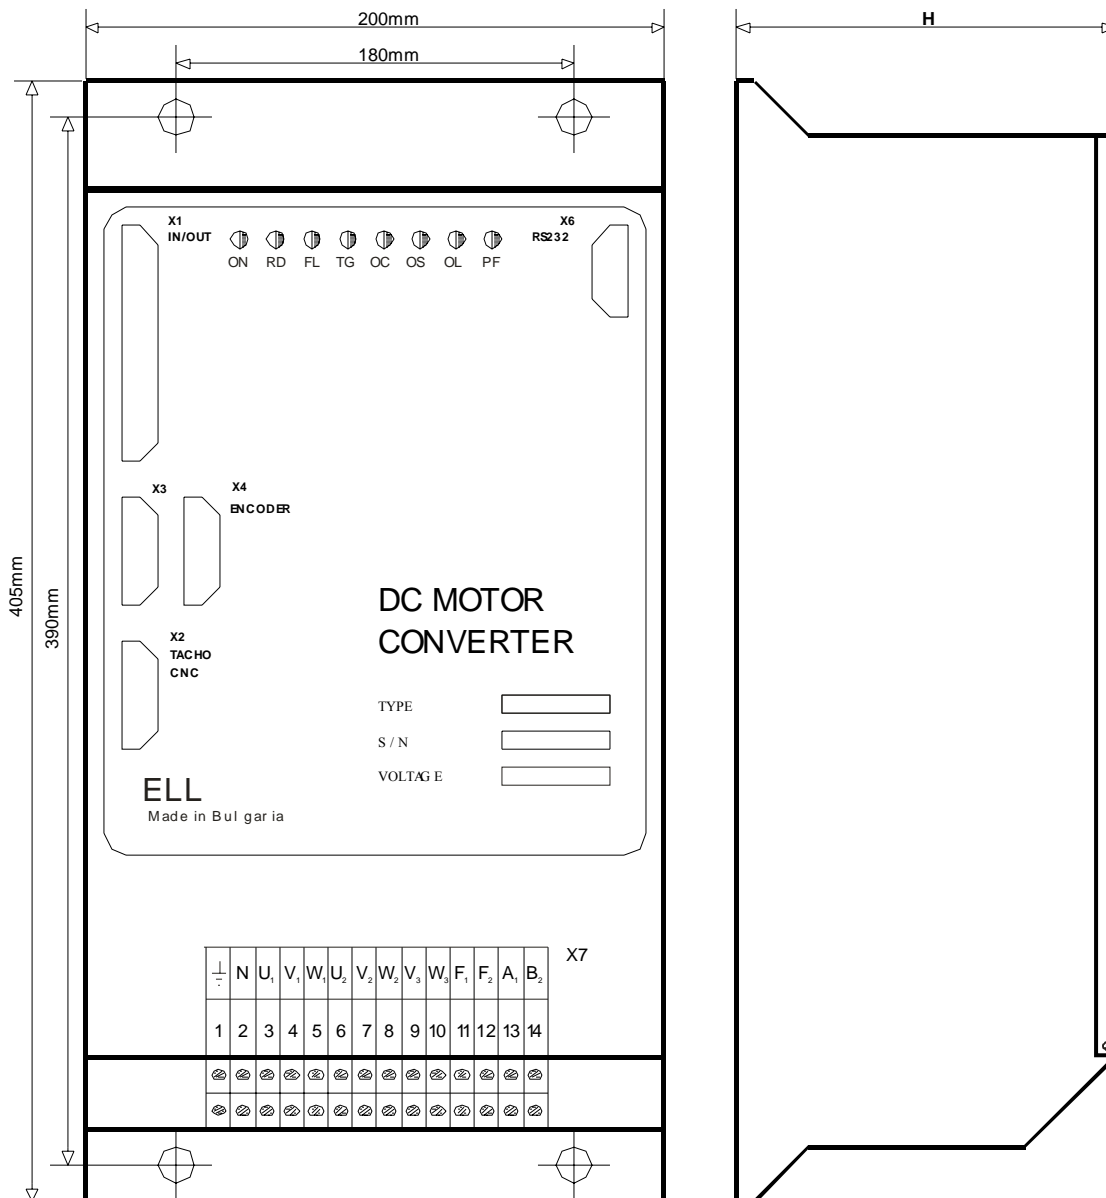 200mm
H
180mm
X1
IN/OUT
X6
RS232
ON RD FL TG OC OS OL PF
X3
X4
ENCODER
405mm
390mm
DC MOTOR
CONVERTER
X2
TACHO
CNC
TYPE
S / N
VOLTAGE
ELL
Made in Bulgaria
X7
N U₁ V₁ W₁ U₂ V₂ W₂ V₃ W₃ F₁ F₂ A₁ B₂
1 2 3 4 5 6 7 8 9 10 11 12 13 14